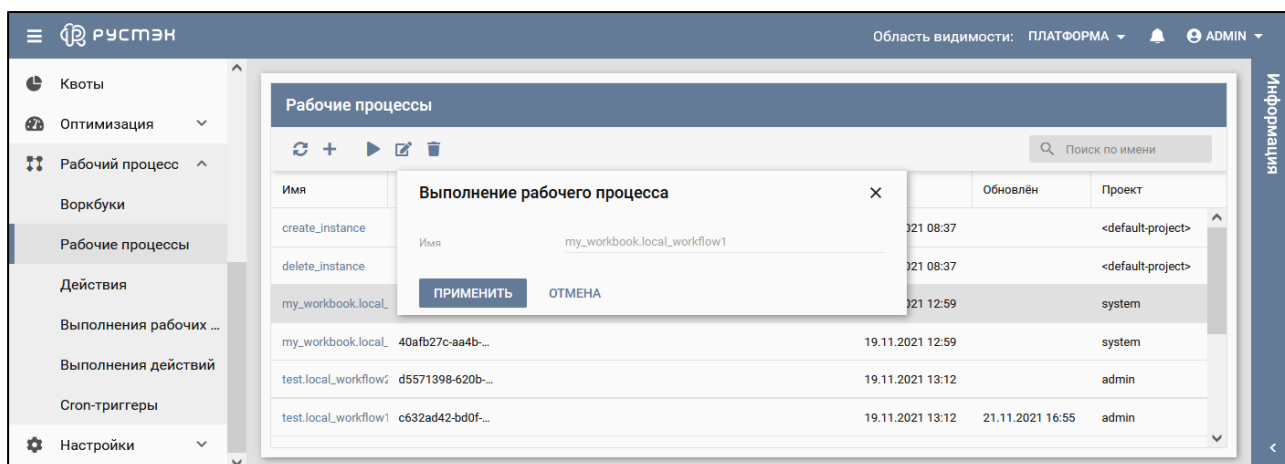 РУСТЭК
Область видимости: ПЛАТФОРМА ADMIN
Информация
Квоты
Оптимизация
Рабочий процесс
Воркбуки
Рабочие процессы
Действия
Выполнения рабочих ...
Выполнения действий
Cron-триггеры
Настройки
Рабочие процессы
Поиск по имени
Имя Обновлён Проект
create_instance 021 08:37 <default-project>
delete_instance 021 08:37 <default-project>
my_workbook.local_ 021 12:59 system
my_workbook.local_ 40afb27c-aa4b-... 19.11.2021 12:59 system
test.local_workflow2 d5571398-620b-... 19.11.2021 13:12 admin
test.local_workflow1 c632ad42-bd0f-... 19.11.2021 13:12 21.11.2021 16:55 admin
Выполнение рабочего процесса
Имя my_workbook.local_workflow1
ПРИМЕНИТЬ ОТМЕНА